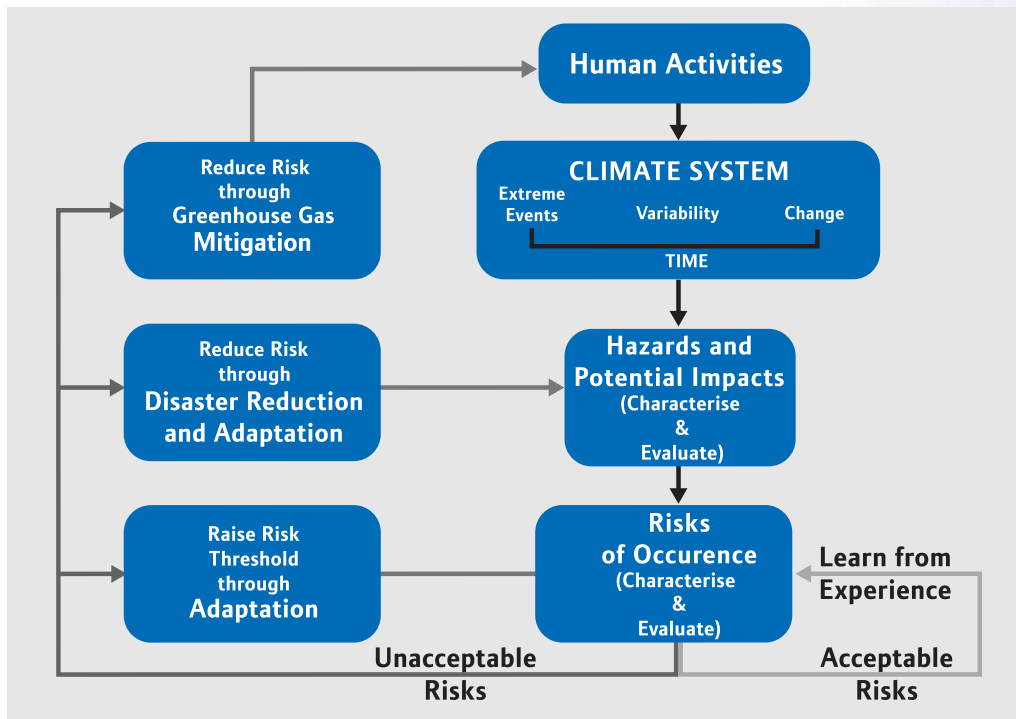 Human Activities
CLIMATE SYSTEM
Extreme
Events
Variability
Change
TIME
Reduce Risk
through
Greenhouse Gas
Mitigation
Hazards and
Potential Impacts
(Characterise
&
Evaluate)
Reduce Risk
through
Disaster Reduction
and Adaptation
Risks
of Occurence
(Characterise
&
Evaluate)
Raise Risk
Threshold
through
Adaptation
Learn from
Experience
Unacceptable
Risks
Acceptable
Risks